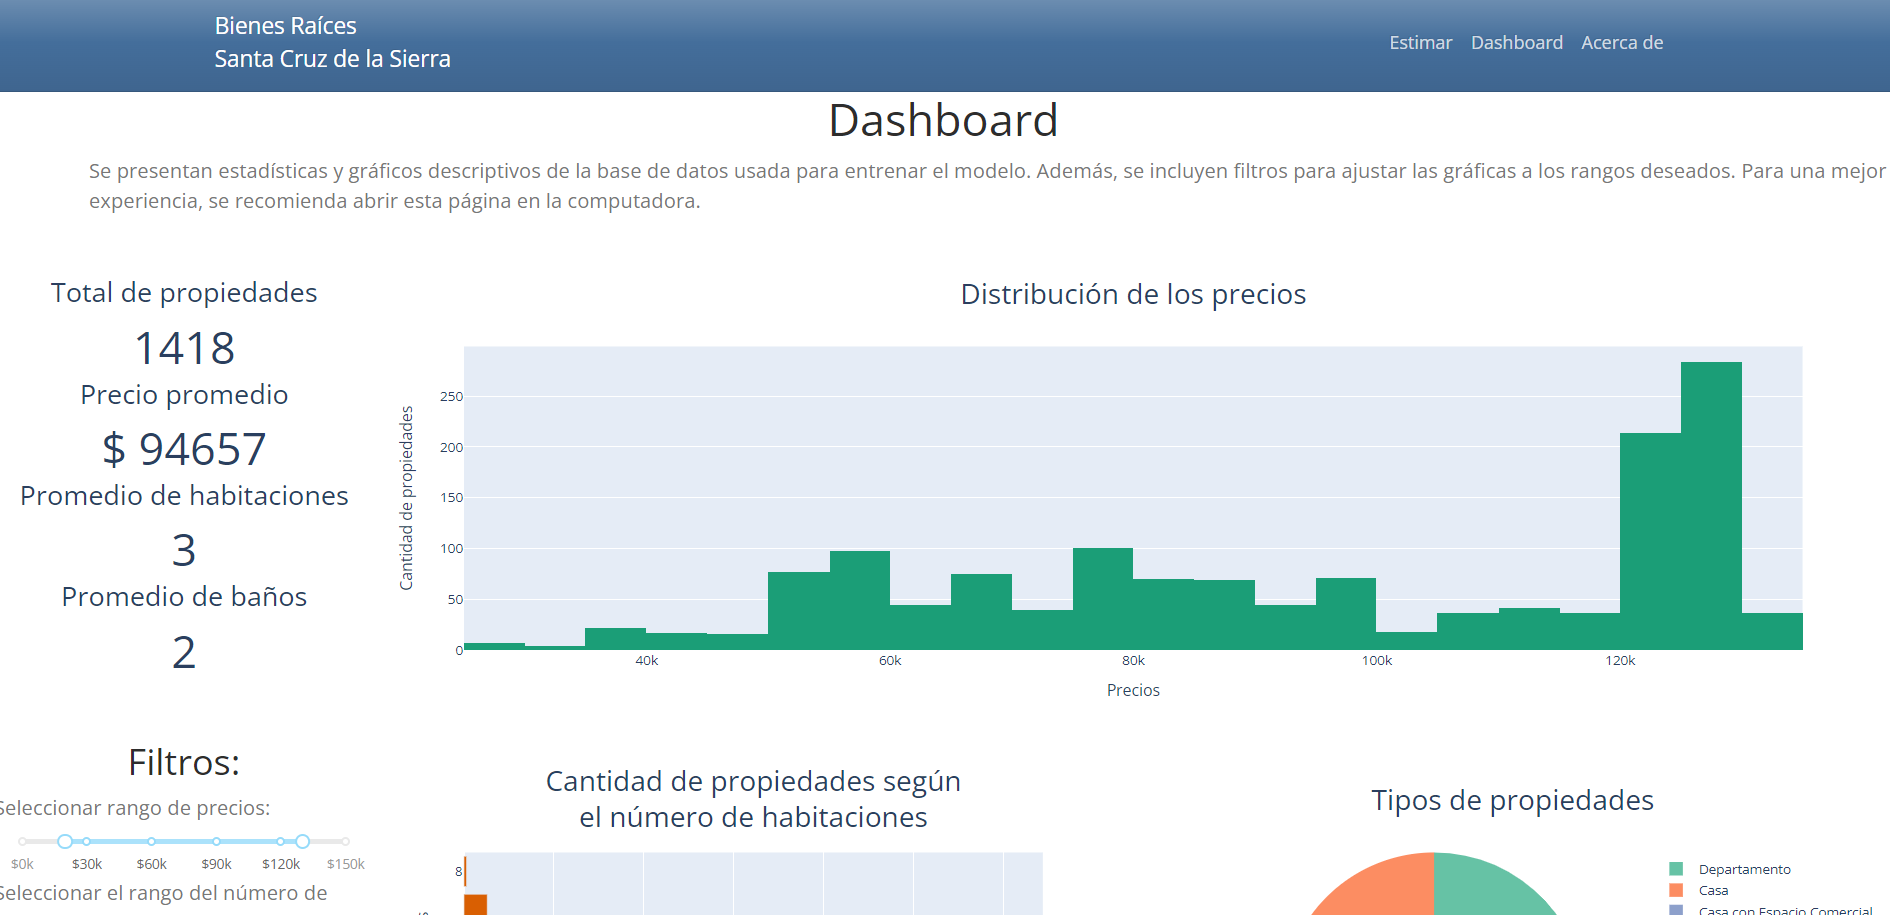 Bienes Raíces
Santa Cruz de la Sierra
Estimar Dashboard Acerca de
Dashboard
Se presentan estadísticas y gráficos descriptivos de la base de datos usada para entrenar el modelo. Además, se incluyen filtros para ajustar las gráficas a los rangos deseados. Para una mejor
experiencia, se recomienda abrir esta página en la computadora.
Total de propiedades
1418
Precio promedio
$ 94657
Promedio de habitaciones
3
Promedio de baños
2
Distribución de los precios
Cantidad de propiedades
250
200
150
100
50
0
40k 60k 80k 100k 120k
Precios
Filtros:
Seleccionar rango de precios:
$0k $30k $60k $90k $120k $150k
Seleccionar el rango del número de
Cantidad de propiedades según
el número de habitaciones
8
Tipos de propiedades
Departamento
Casa
Casa con Espacio Comercial